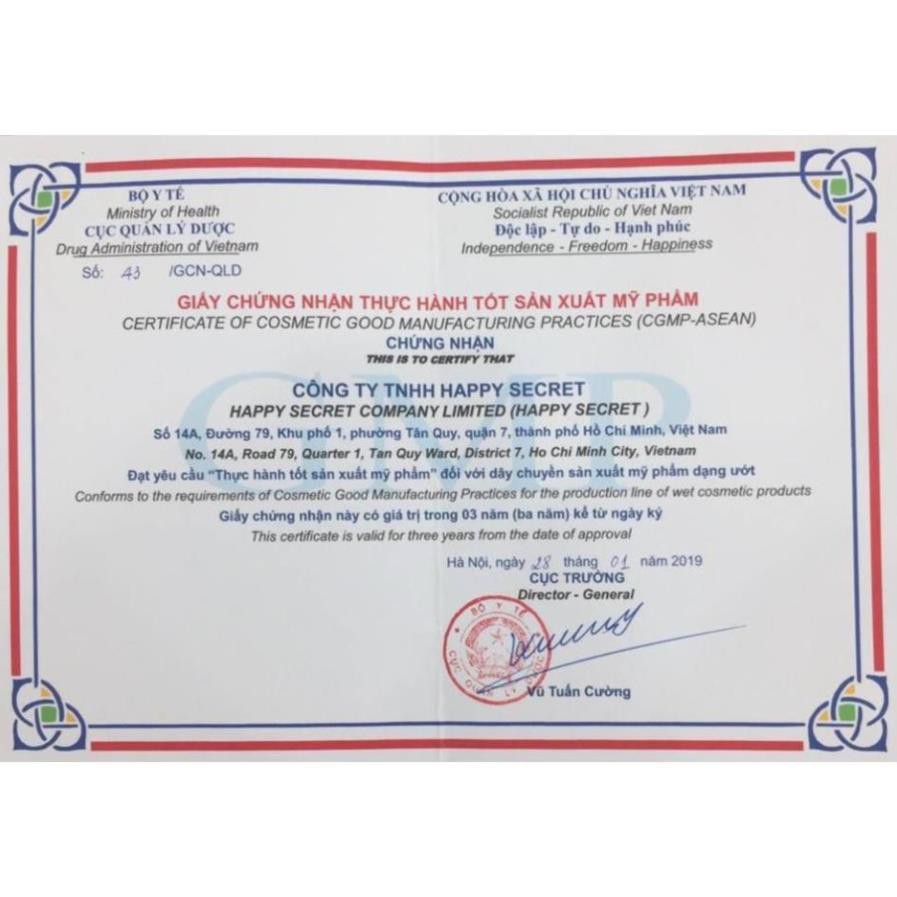 BỘ Y TẾ
Ministry of Health
CỤC QUẢN LÝ DƯỢC
Drug Administration of Vietnam
Số: 43 /GCN-QLD
CỘNG HÒA XÃ HỘI CHỦ NGHĨA VIỆT NAM
Socialist Republic of Viet Nam
Độc lập - Tự do - Hạnh phúc
Independence - Freedom - Happiness
GIẤY CHỨNG NHẬN THỰC HÀNH TỐT SẢN XUẤT MỸ PHẨM
CERTIFICATE OF COSMETIC GOOD MANUFACTURING PRACTICES (CGMP-ASEAN)
CHỨNG NHẬN
THIS IS TO CERTIFY THAT
GMP
CÔNG TY TNHH HAPPY SECRET
HAPPY SECRET COMPANY LIMITED (HAPPY SECRET )
Số 14A, Đường 79, Khu phố 1, phường Tân Quy, quận 7, thành phố Hồ Chí Minh, Việt Nam
No. 14A, Road 79, Quarter 1, Tan Quy Ward, District 7, Ho Chi Minh City, Vietnam
Đạt yêu cầu "Thực hành tốt sản xuất mỹ phẩm" đối với dây chuyền sản xuất mỹ phẩm dạng ướt
Conforms to the requirements of Cosmetic Good Manufacturing Practices for the production line of wet cosmetic products
Giấy chứng nhận này có giá trị trong 03 năm (ba năm) kể từ ngày ký
This certificate is valid for three years from the date of approval
Hà Nội, ngày 28 tháng 01 năm 2019
CỤC TRƯỞNG
Director - General
BỘ Y TẾ
CỤC QUẢN LÝ DƯỢC
Vũ Tuấn Cường